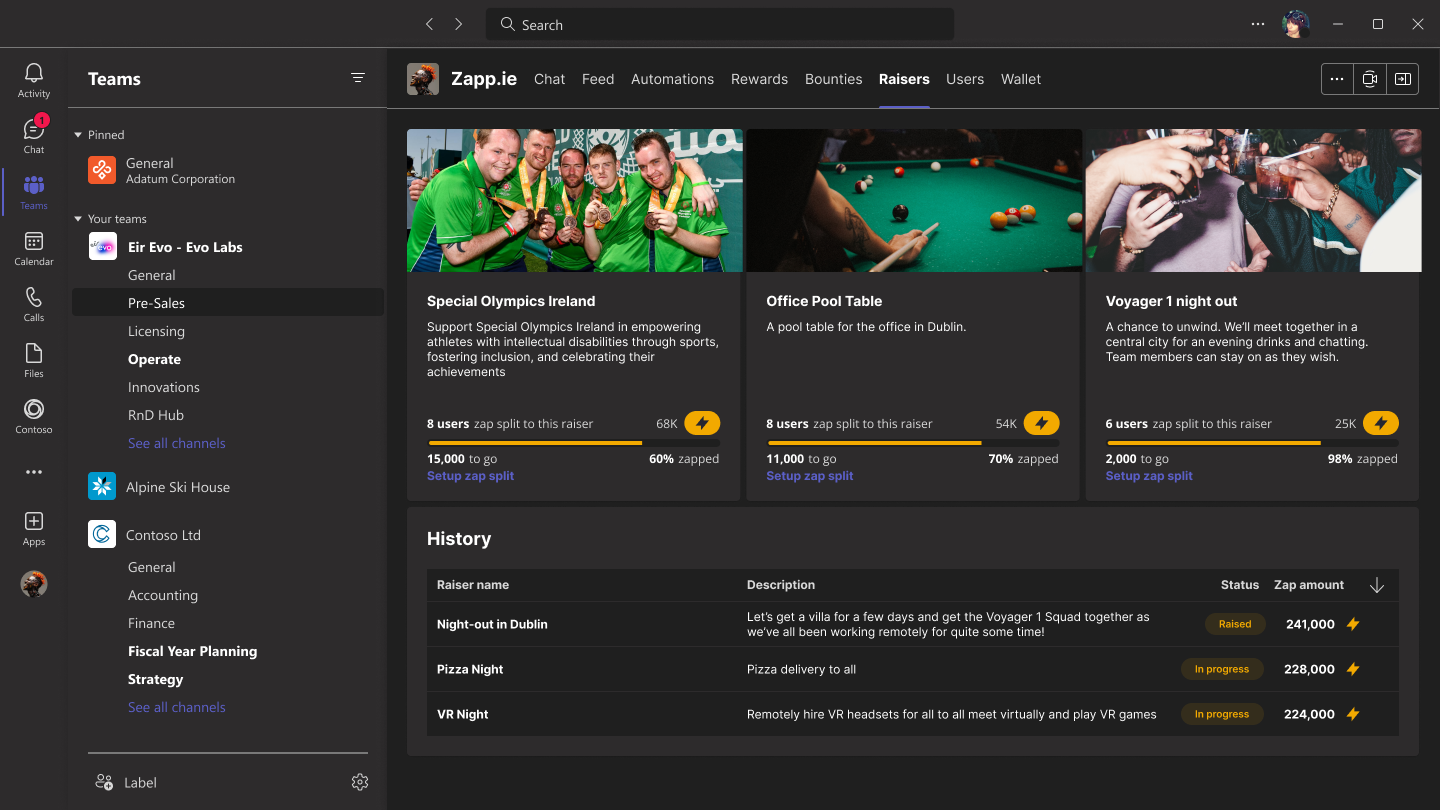 Search
Activity
1
Chat
Teams
Calendar
Calls
Files
Contoso
Apps
Teams
Pinned
General
Adatum Corporation
Your teams
evo
Eir Evo - Evo Labs
General
Pre-Sales
Licensing
Operate
Innovations
RnD Hub
See all channels
Alpine Ski House
Contoso Ltd
General
Accounting
Finance
Fiscal Year Planning
Strategy
See all channels
Label
Zapp.ie Chat Feed Automations Rewards Bounties Raisers Users Wallet
Special Olympics Ireland
Support Special Olympics Ireland in empowering
athletes with intellectual disabilities through sports,
fostering inclusion, and celebrating their
achievements
8 users zap split to this raiser 68K
15,000 to go 60% zapped
Setup zap split
Office Pool Table
A pool table for the office in Dublin.
8 users zap split to this raiser 54K
11,000 to go 70% zapped
Setup zap split
Voyager 1 night out
A chance to unwind. We’ll meet together in a
central city for an evening drinks and chatting.
Team members can stay on as they wish.
6 users zap split to this raiser 25K
2,000 to go 98% zapped
Setup zap split
History
Raiser name Description Status Zap amount
Night-out in Dublin
Let’s get a villa for a few days and get the Voyager 1 Squad together as
we’ve all been working remotely for quite some time!
Raised 241,000
Pizza Night Pizza delivery to all In progress 228,000
VR Night Remotely hire VR headsets for all to all meet virtually and play VR games In progress 224,000